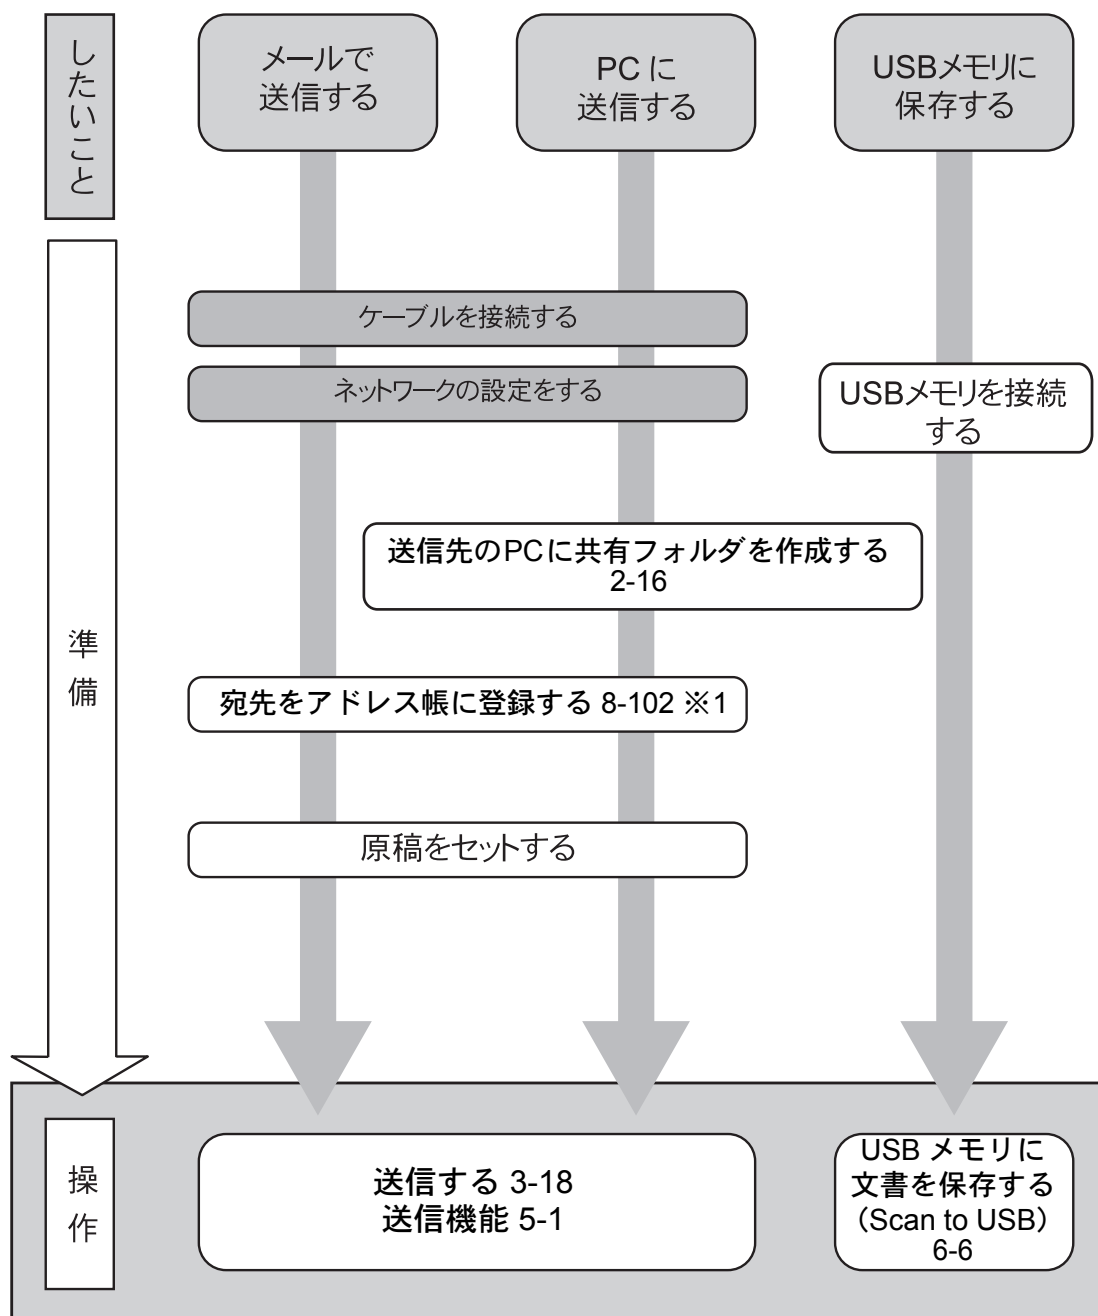 したいこと
メールで
送信する
PC に
送信する
USBメモリに
保存する
ケーブルを接続する
ネットワークの設定をする
USBメモリを接続
する
送信先のPCに共有フォルダを作成する
2-16
準備
宛先をアドレス帳に登録する 8-102 ※1
原稿をセットする
操作
送信する 3-18
送信機能 5-1
USB メモリに
文書を保存する
（Scan to USB）
6-6